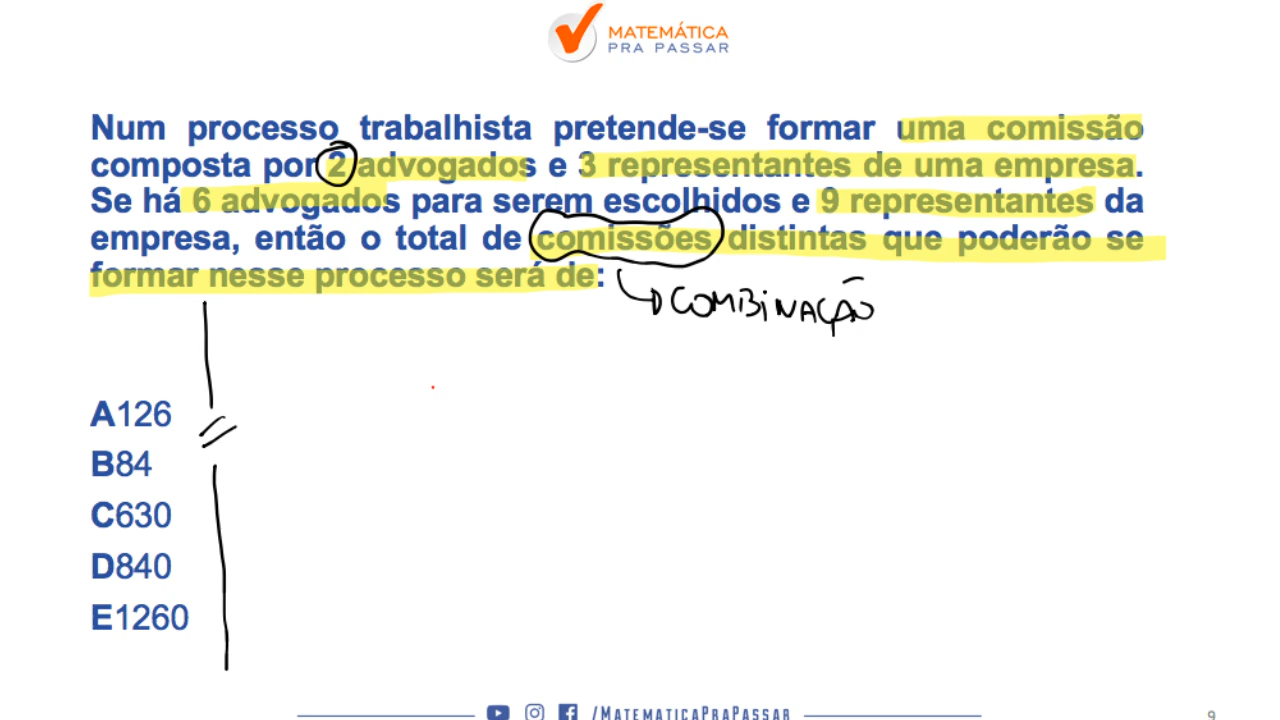 MATEMÁTICA
PRA PASSAR
Num processo trabalhista pretende-se formar uma comissão
composta por 2 advogados e 3 representantes de uma empresa.
Se há 6 advogados para serem escolhidos e 9 representantes da
empresa, então o total de comissões distintas que poderão se
formar nesse processo será de:
COMBINAÇÃO
A126
B84
C630
D840
E1260
/MATEMATICAPRAPASSAR
9